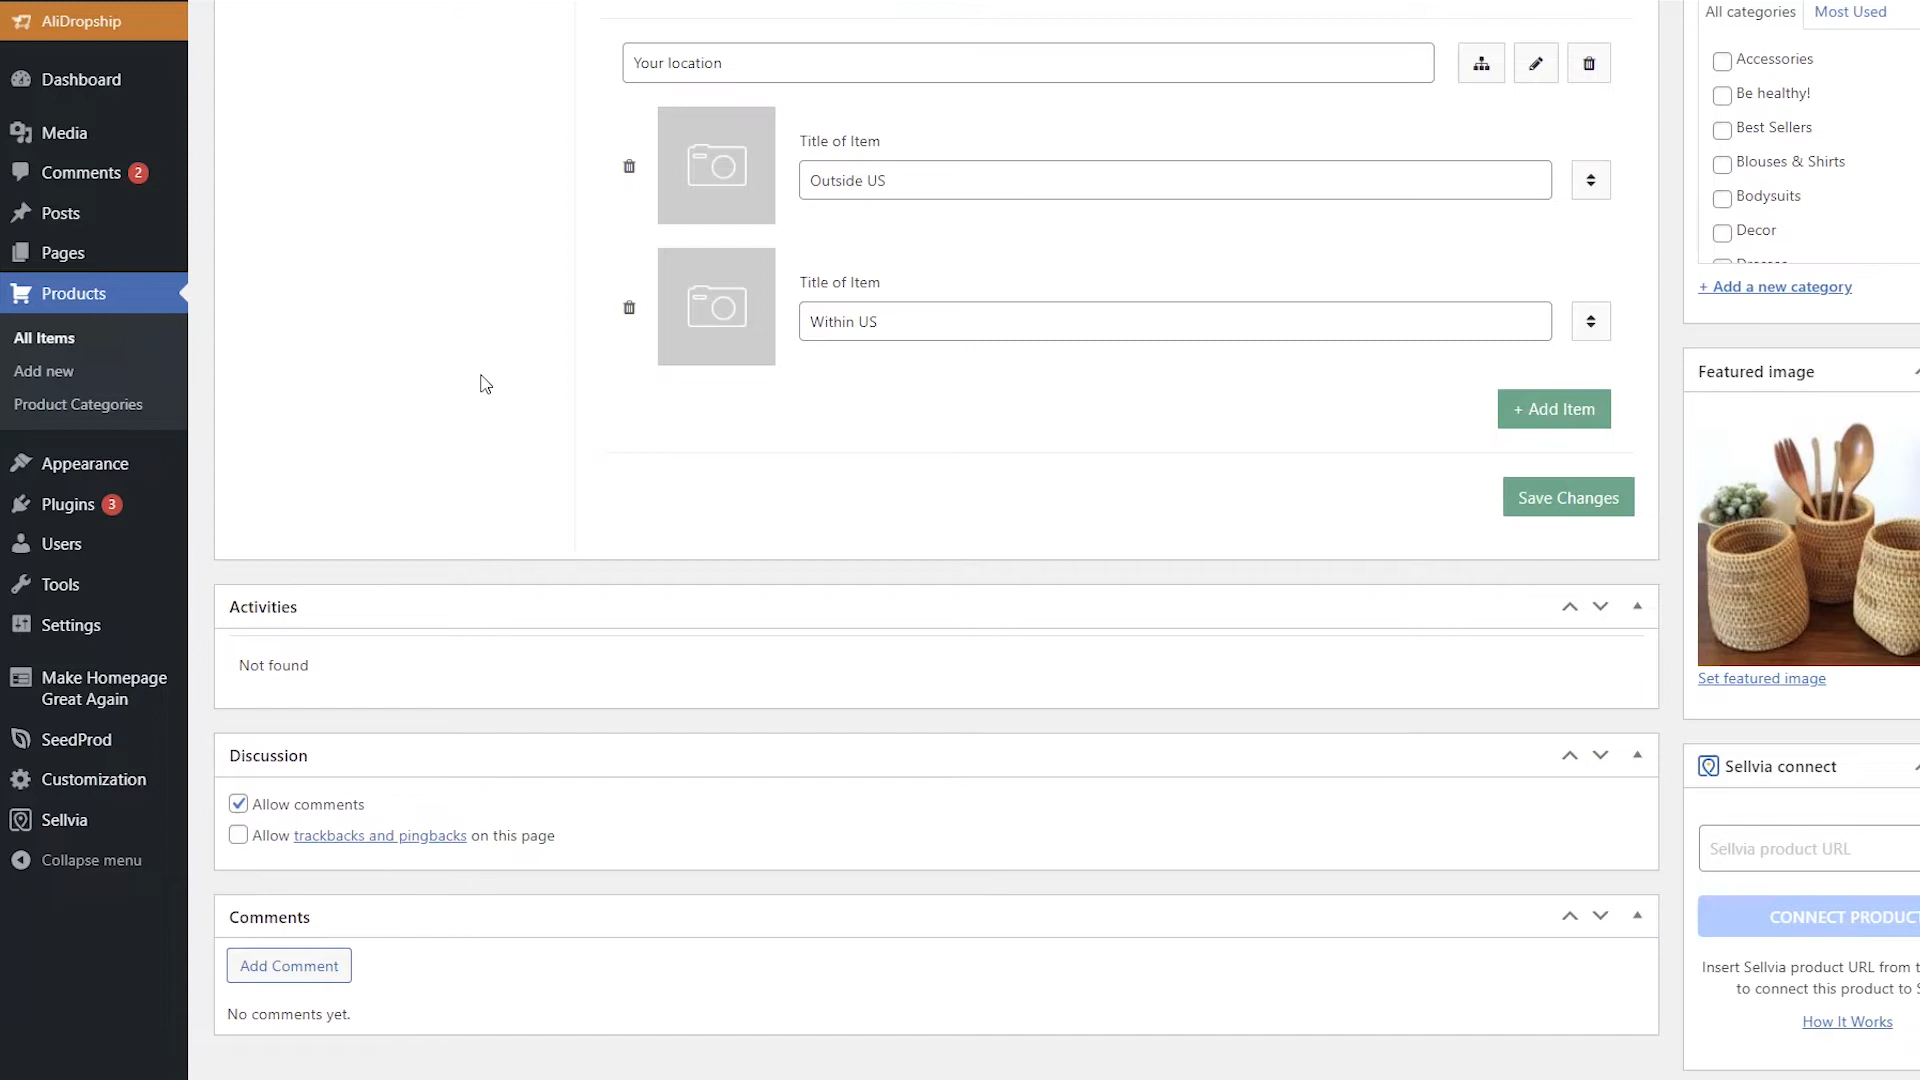 AliDropship
Dashboard
Media
Comments 2
Posts
Pages
Products
All Items
Add new
Product Categories
Appearance
Plugins 3
Users
Tools
Settings
Make Homepage
Great Again
SeedProd
Customization
Sellvia
Collapse menu
Your location
Title of Item
Outside US
Title of Item
Within US
+ Add Item
Save Changes
Activities
Not found
Discussion
Allow comments
Allow trackbacks and pingbacks on this page
Comments
Add Comment
No comments yet.
All categories Most Used
Accessories
Be healthy!
Best Sellers
Blouses & Shirts
Bodysuits
Decor
+ Add a new category
Featured image
Set featured image
Sellvia connect
Sellvia product URL
CONNECT PRODUCT
Insert Sellvia product URL from t
to connect this product to S
How It Works